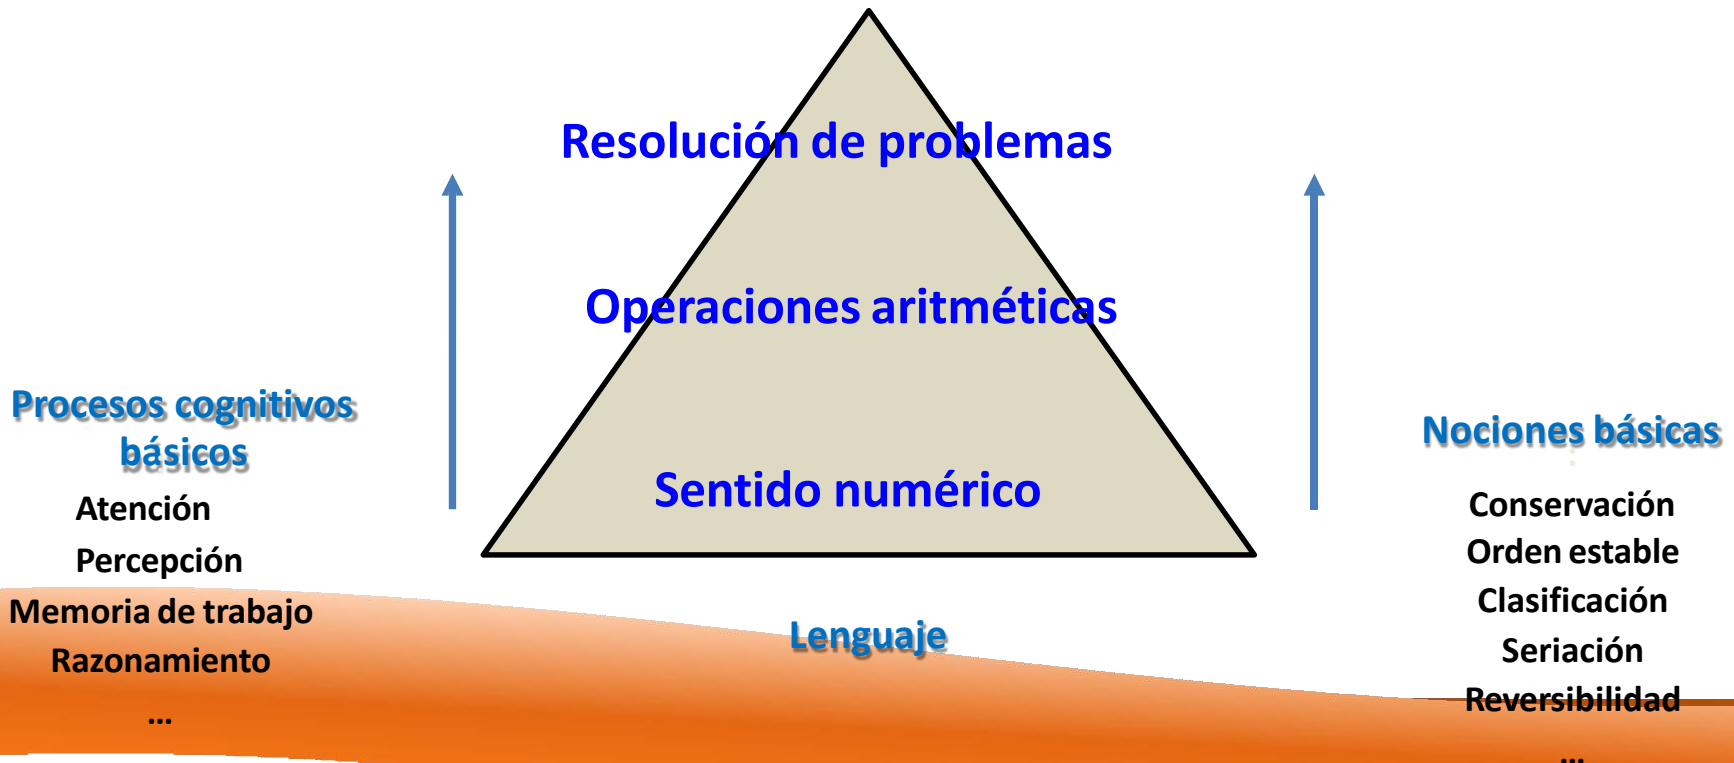 Resolución de problemas
Operaciones aritméticas
Sentido numérico
Procesos cognitivos
básicos
Atención
Percepción
Memoria de trabajo
Razonamiento
...
Lenguaje
Nociones básicas
:
Conservación
Orden estable
Clasificación
Seriación
Reversibilidad
...